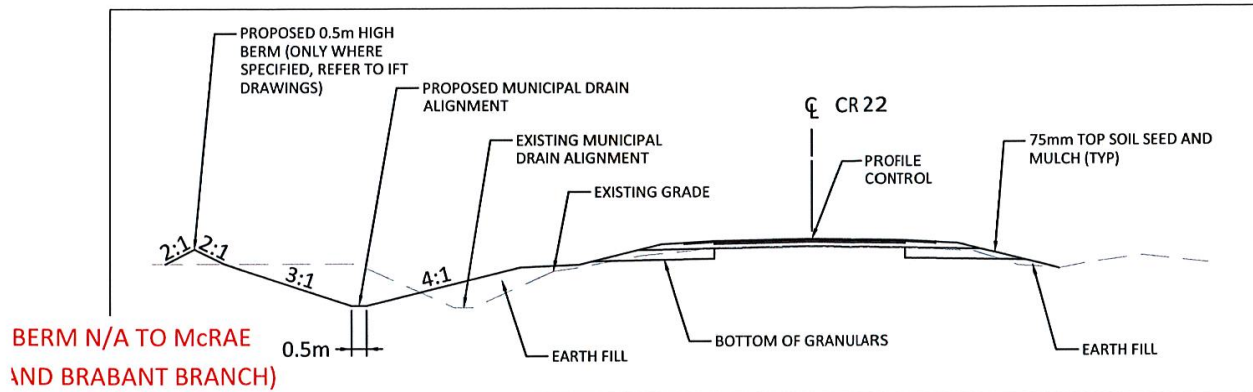 PROPOSED 0.5m HIGH
BERM (ONLY WHERE
SPECIFIED, REFER TO IFT
DRAWINGS)
PROPOSED MUNICIPAL DRAIN
ALIGNMENT
EXISTING MUNICIPAL
DRAIN ALIGNMENT
EXISTING GRADE
℄ CR 22
PROFILE
CONTROL
75mm TOP SOIL SEED AND
MULCH (TYP)
2:1
2:1
3:1
4:1
0.5m
EARTH FILL
BOTTOM OF GRANULARS
EARTH FILL
BERM N/A TO McRAE
AND BRABANT BRANCH)